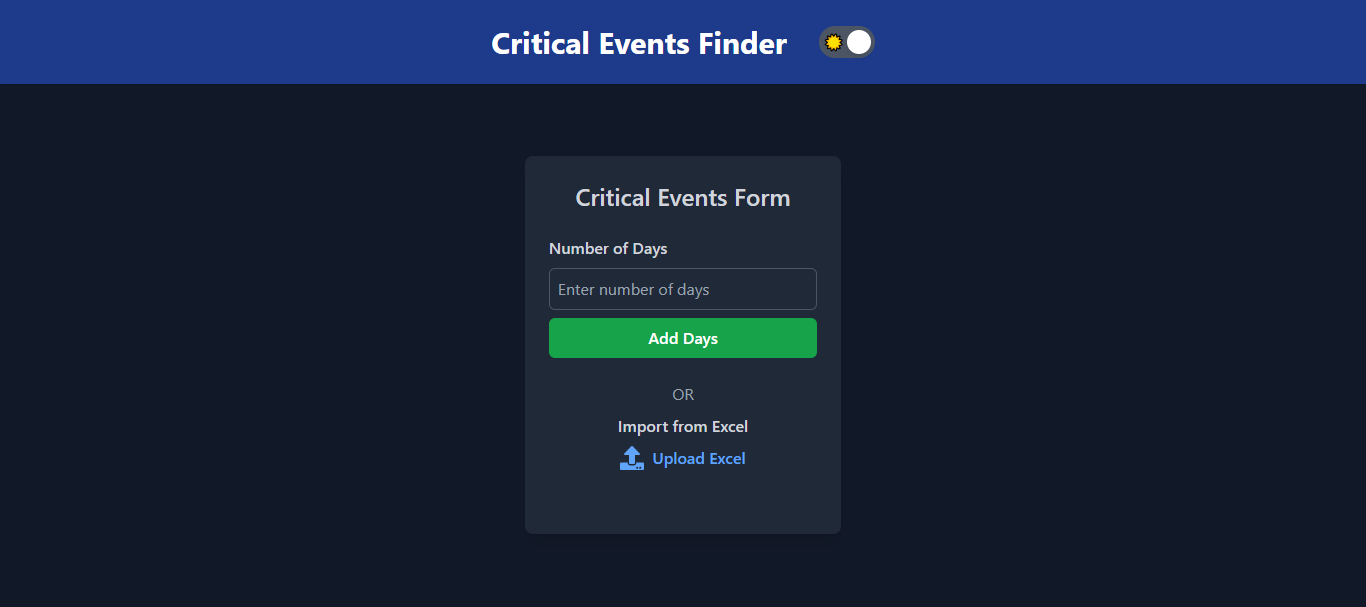 Critical Events Finder
Critical Events Form
Number of Days
Enter number of days
Add Days
OR
Import from Excel
Upload Excel